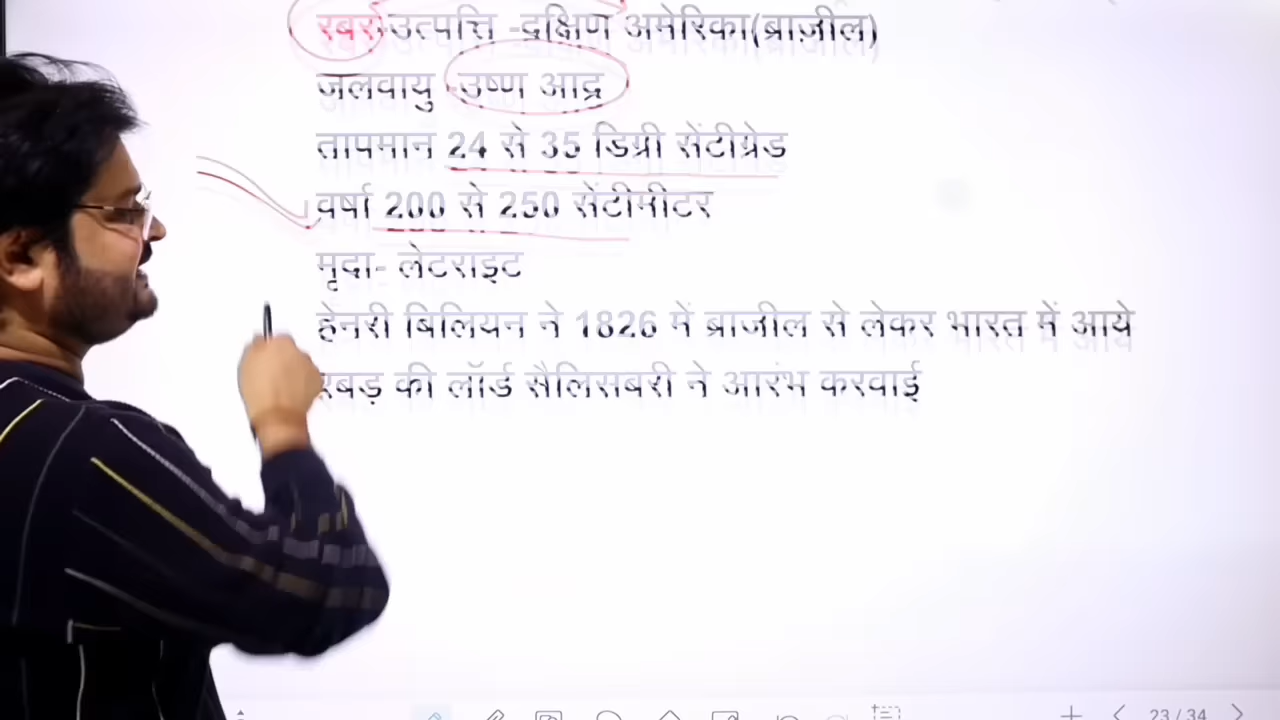 रबर-उत्पत्ति -दक्षिण अमेरिका(ब्राज़ील)
जलवायु -उष्ण आद्र
तापमान 24 से 35 डिग्री सेंटीग्रेड
वर्षा 200 से 250 सेंटीमीटर
मृदा- लेटराइट
हेनरी बिलियन ने 1826 में ब्राजील से लेकर भारत में आये
रबड़ की लॉर्ड सैलिसबरी ने आरंभ करवाई
23 / 34